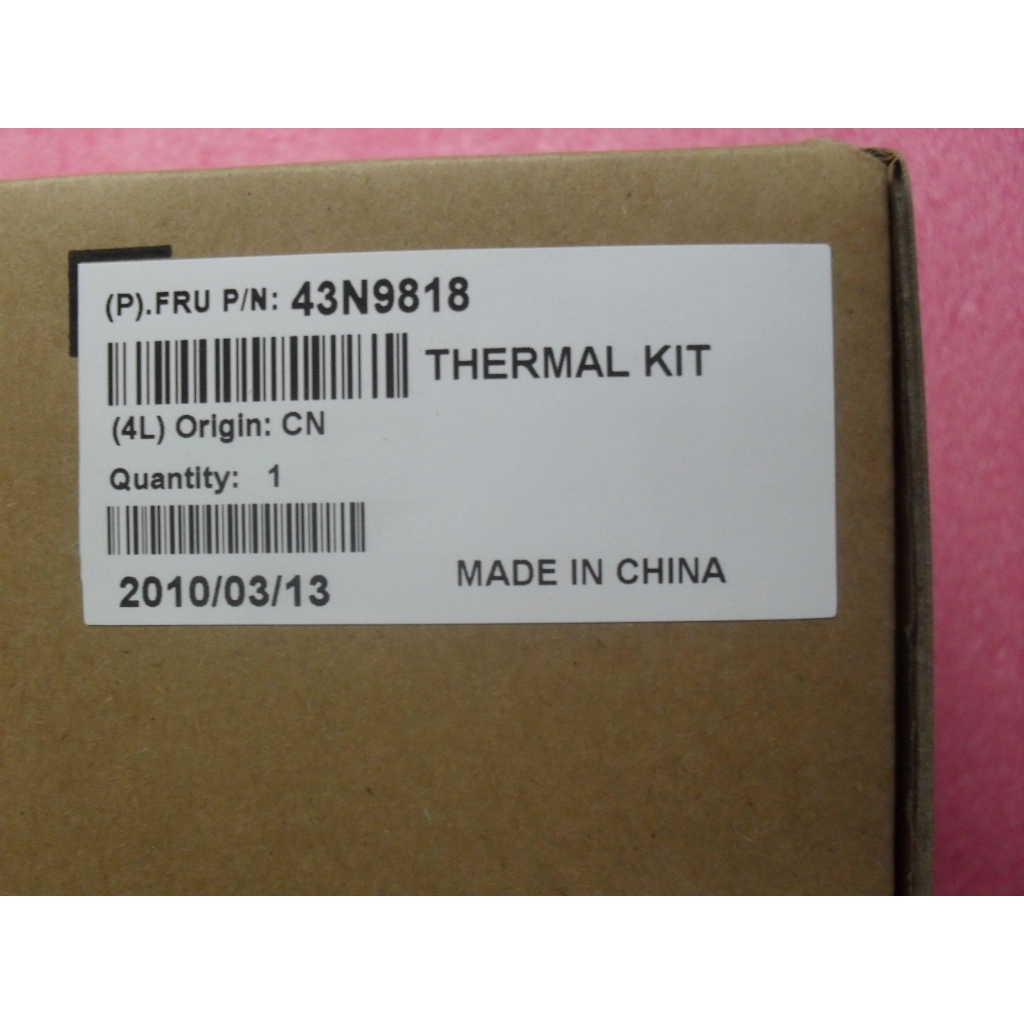 (P).FRU P/N: 43N9818
THERMAL KIT
(4L) Origin: CN
Quantity: 1
2010/03/13
MADE IN CHINA